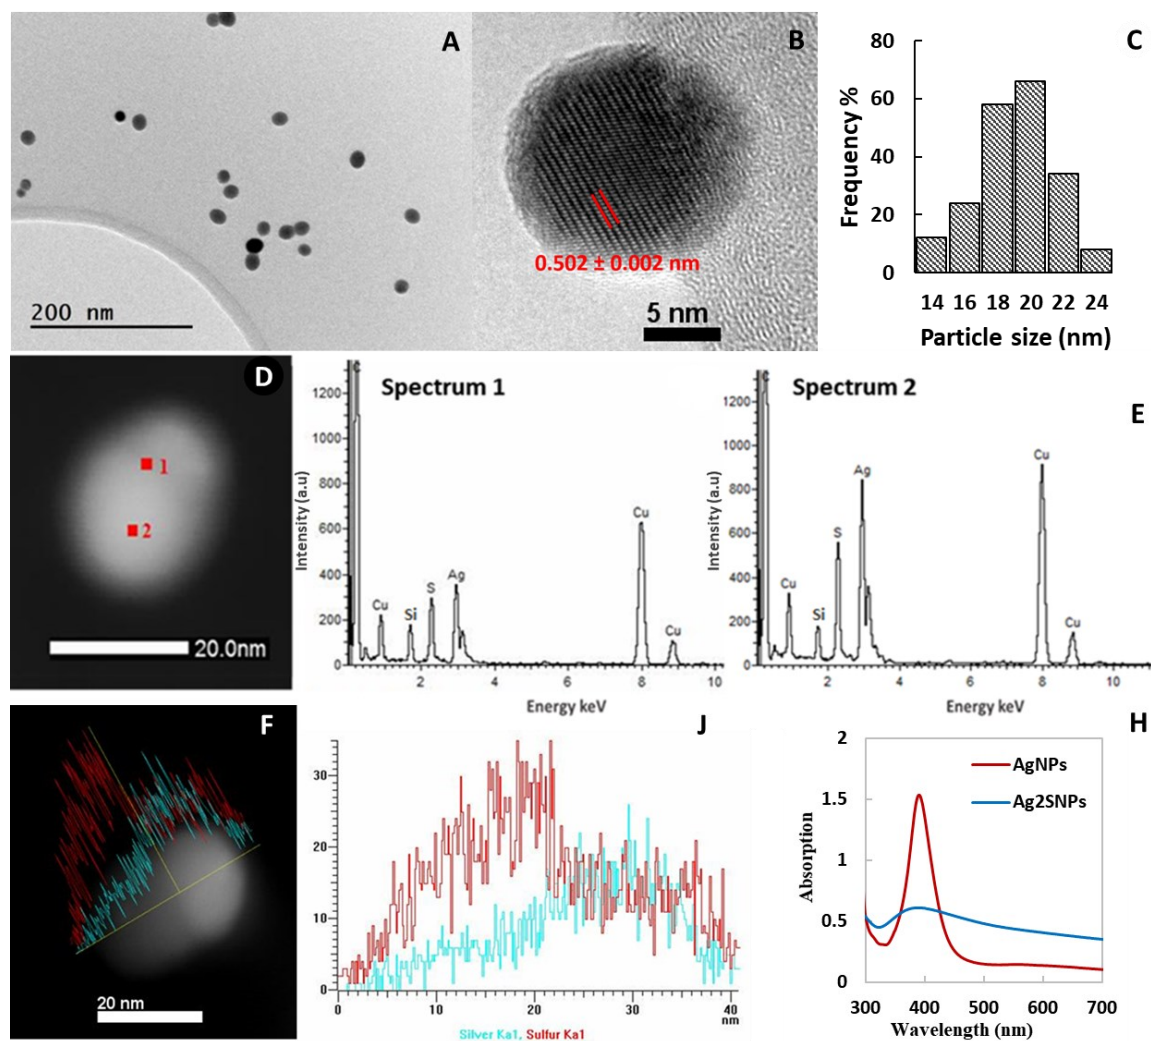 A
200 nm
B
0.502 ± 0.002 nm
5 nm
C
Frequency %
80
60
40
20
0
14 16 18 20 22 24
Particle size (nm)
D
1
2
20.0nm
Spectrum 1
Intensity (a.u)
1200
1000
800
600
400
200
0
C
Cu
Si
S
Ag
Cu
Cu
2 4 6 8 10
Energy keV
Spectrum 2
E
Intensity (a.u)
1200
1000
800
600
400
200
0
C
Cu
Si
S
Ag
Cu
Cu
2 4 6 8 10
Energy keV
F
20 nm
J
30
20
10
0
0 10 20 30 40
nm
Silver Ka1, Sulfur Ka1
H
Absorption
2
1.5
1
0.5
0
AgNPs
Ag2SNPs
300 400 500 600 700
Wavelength (nm)